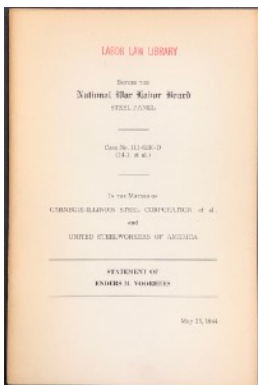 LABOR LAW LIBRARY
BEFORE THE
National War Labor Board
STEEL PANEL
Case No. 111-6230-D
(14-1, et al.)
IN THE MATTER OF
CARNEGIE-ILLINOIS STEEL CORPORATION, et al.
and
UNITED STEELWORKERS OF AMERICA
STATEMENT OF
ENDERS M. VOORHEES
May 23, 1944